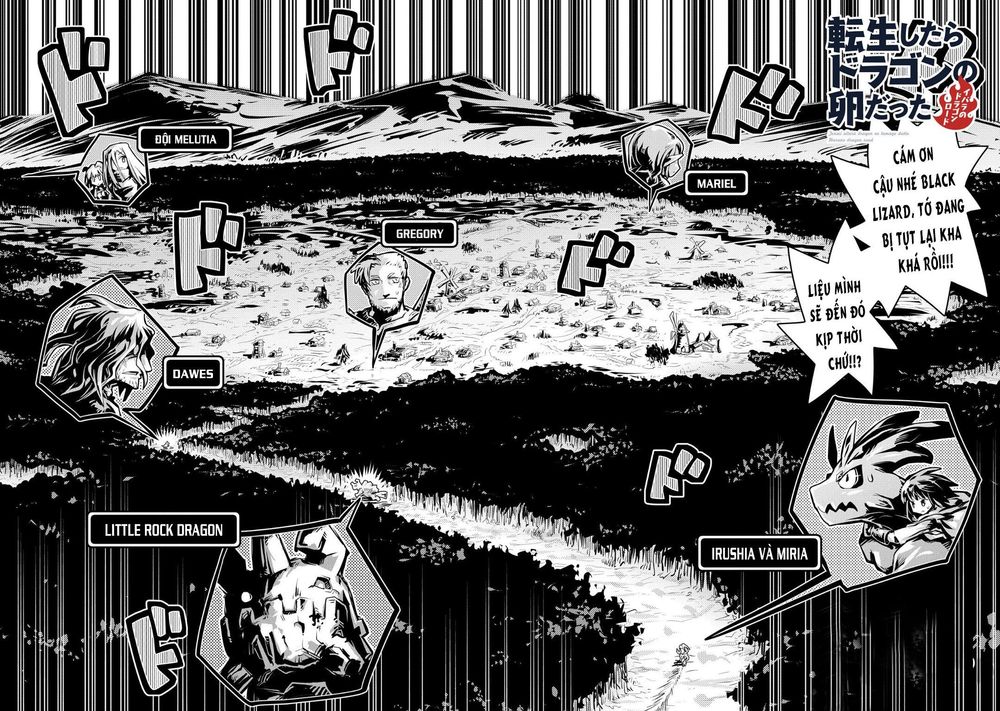 転生したら
ドラゴンの
卵だった
イバラの
ドラゴン
ロード
CẢM ƠN
CẬU NHÉ BLACK
LIZARD, TỚ ĐANG
BỊ TỤT LẠI KHA
KHÁ RỒI!!!
LIỆU MÌNH
SẼ ĐẾN ĐÓ
KỊP THỜI
CHỨ!!?
ド
ド
ド
ĐỘI MELUTIA
MARIEL
ド
GREGORY
ド
DAWES
ド
LITTLE ROCK DRAGON
IRUSHIA VÀ MIRIA
ド